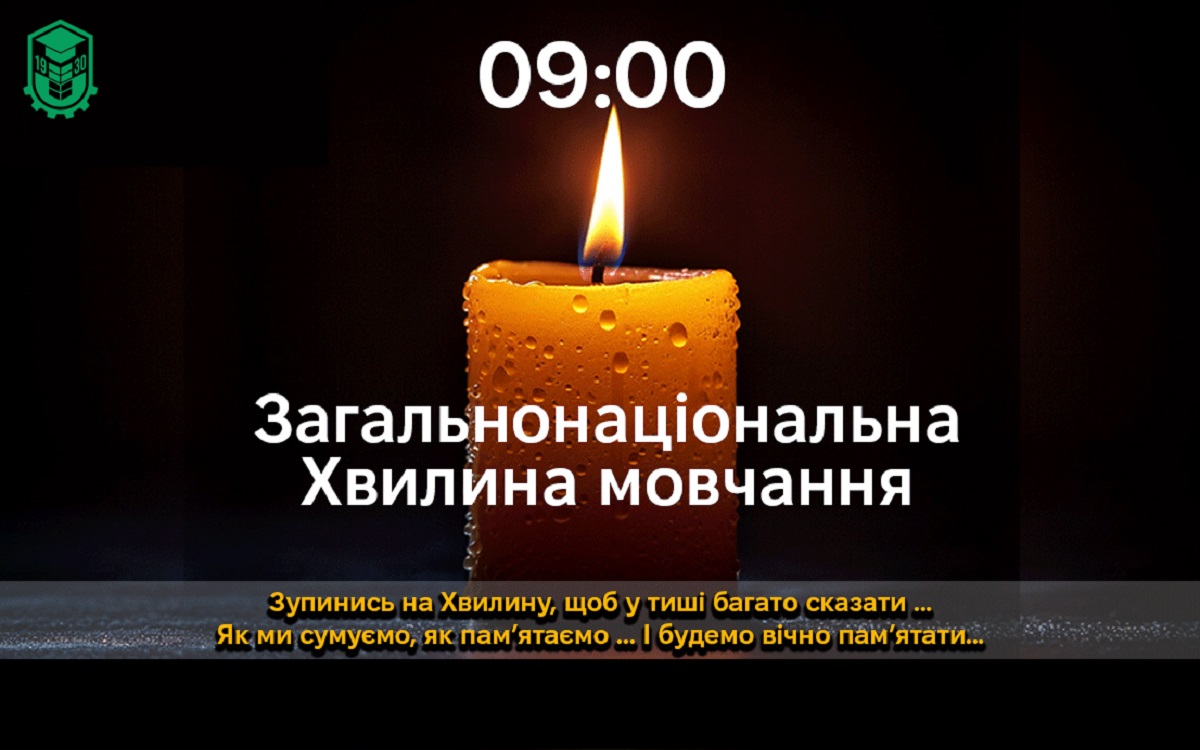 1930
09:00
Загальнонаціональна
Хвилина мовчання
Зупинись на Хвилину, щоб у тиші багато сказати ...
Як ми сумуємо, як пам’ятаємо ... І будемо вічно пам’ятати...